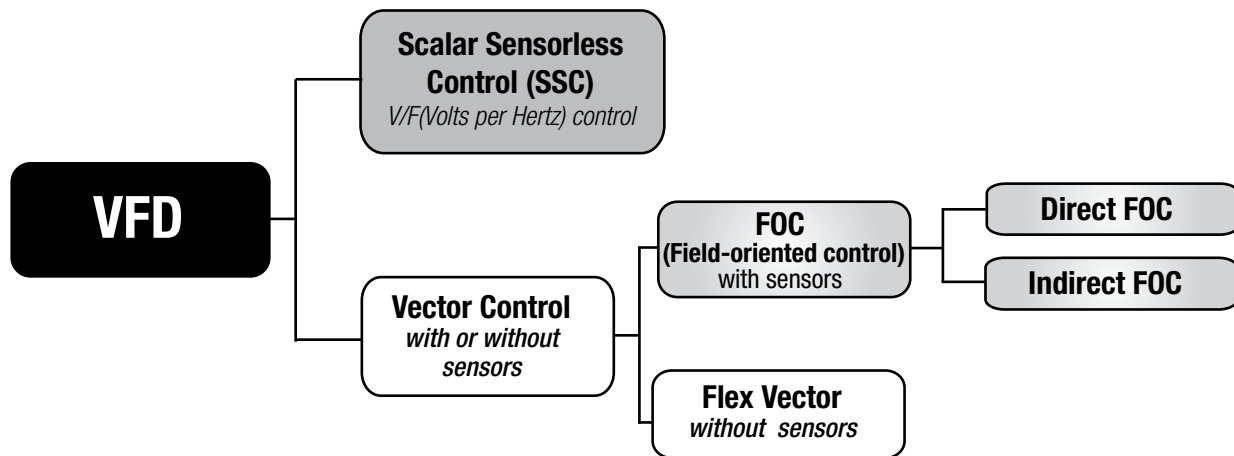 Scalar Sensorless
Control (SSC)
V/F(Volts per Hertz) control
VFD
Vector Control
with or without
sensors
FOC
(Field-oriented control)
with sensors
Flex Vector
without sensors
Direct FOC
Indirect FOC